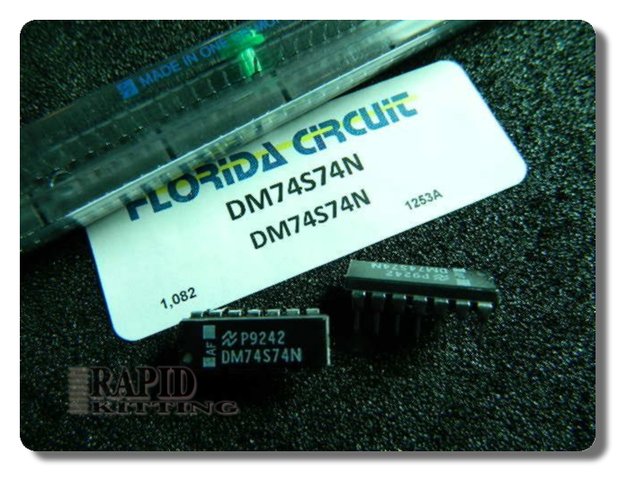 MADE IN ONE
FLORIDA CIRCUIT
DM74S74N
DM74S74N
1253A
1,082
P9242
DM74S74N
AF
P9242
DM74S74N
RAPID
KITTING